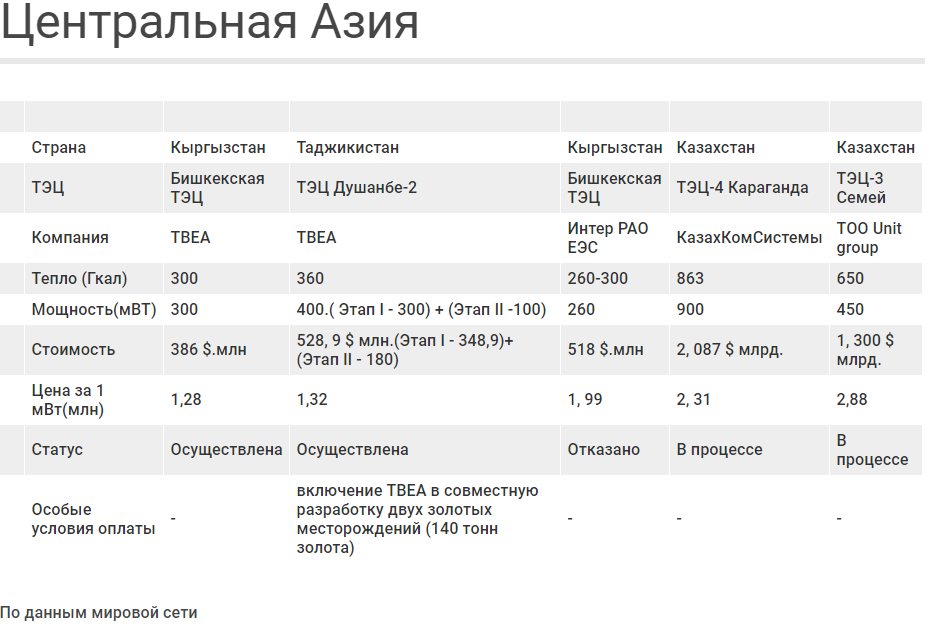 Центральная Азия
Страна Кыргызстан Таджикистан Кыргызстан Казахстан Казахстан
ТЭЦ Бишкекская ТЭЦ ТЭЦ Душанбе-2 Бишкекская ТЭЦ ТЭЦ-4 Караганда ТЭЦ-3 Семей
Компания ТВЕА ТВЕА Интер РАО ЕЭС КазахКомСистемы ТОО Unit group
Тепло (Гкал) 300 360 260-300 863 650
Мощность(мВТ) 300 400.( Этап I - 300) + (Этап II -100) 260 900 450
Стоимость 386 $.млн 528, 9 $ млн.(Этап I - 348,9)+ (Этап II - 180) 518 $.млн 2, 087 $ млрд. 1, 300 $ млрд.
Цена за 1 мВт(млн) 1,28 1,32 1, 99 2, 31 2,88
Статус Осуществлена Осуществлена Отказано В процессе В процессе
Особые условия оплаты - включение ТВЕА в совместную разработку двух золотых месторождений (140 тонн золота) - - -
По данным мировой сети